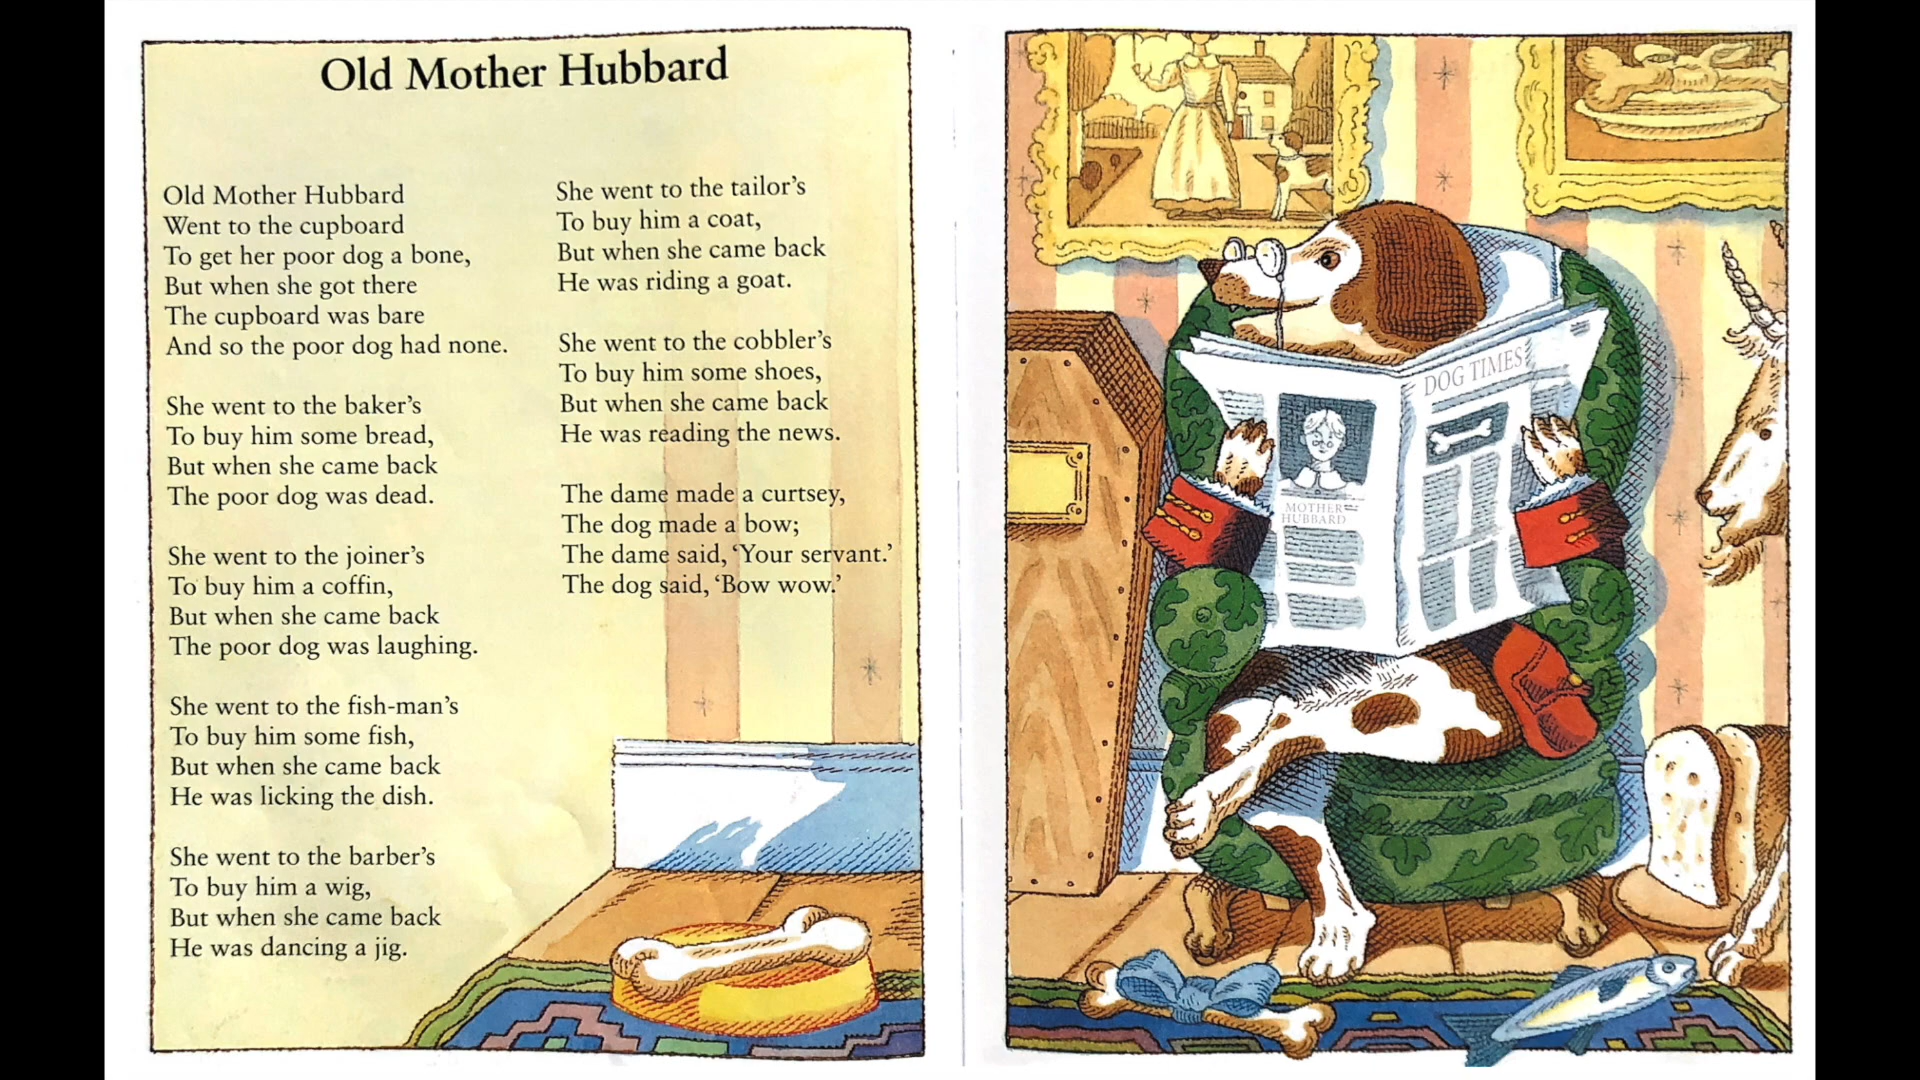 Old Mother Hubbard
Old Mother Hubbard
Went to the cupboard
To get her poor dog a bone,
But when she got there
The cupboard was bare
And so the poor dog had none.
She went to the baker's
To buy him some bread,
But when she came back
The poor dog was dead.
She went to the joiner's
To buy him a coffin,
But when she came back
The poor dog was laughing.
She went to the fish-man's
To buy him some fish,
But when she came back
He was licking the dish.
She went to the barber's
To buy him a wig,
But when she came back
He was dancing a jig.
She went to the tailor's
To buy him a coat,
But when she came back
He was riding a goat.
She went to the cobbler's
To buy him some shoes,
But when she came back
He was reading the news.
The dame made a curtsey,
The dog made a bow;
The dame said, ‘Your servant.’
The dog said, ‘Bow wow.’
DOG TIMES
MOTHER
HUBBARD